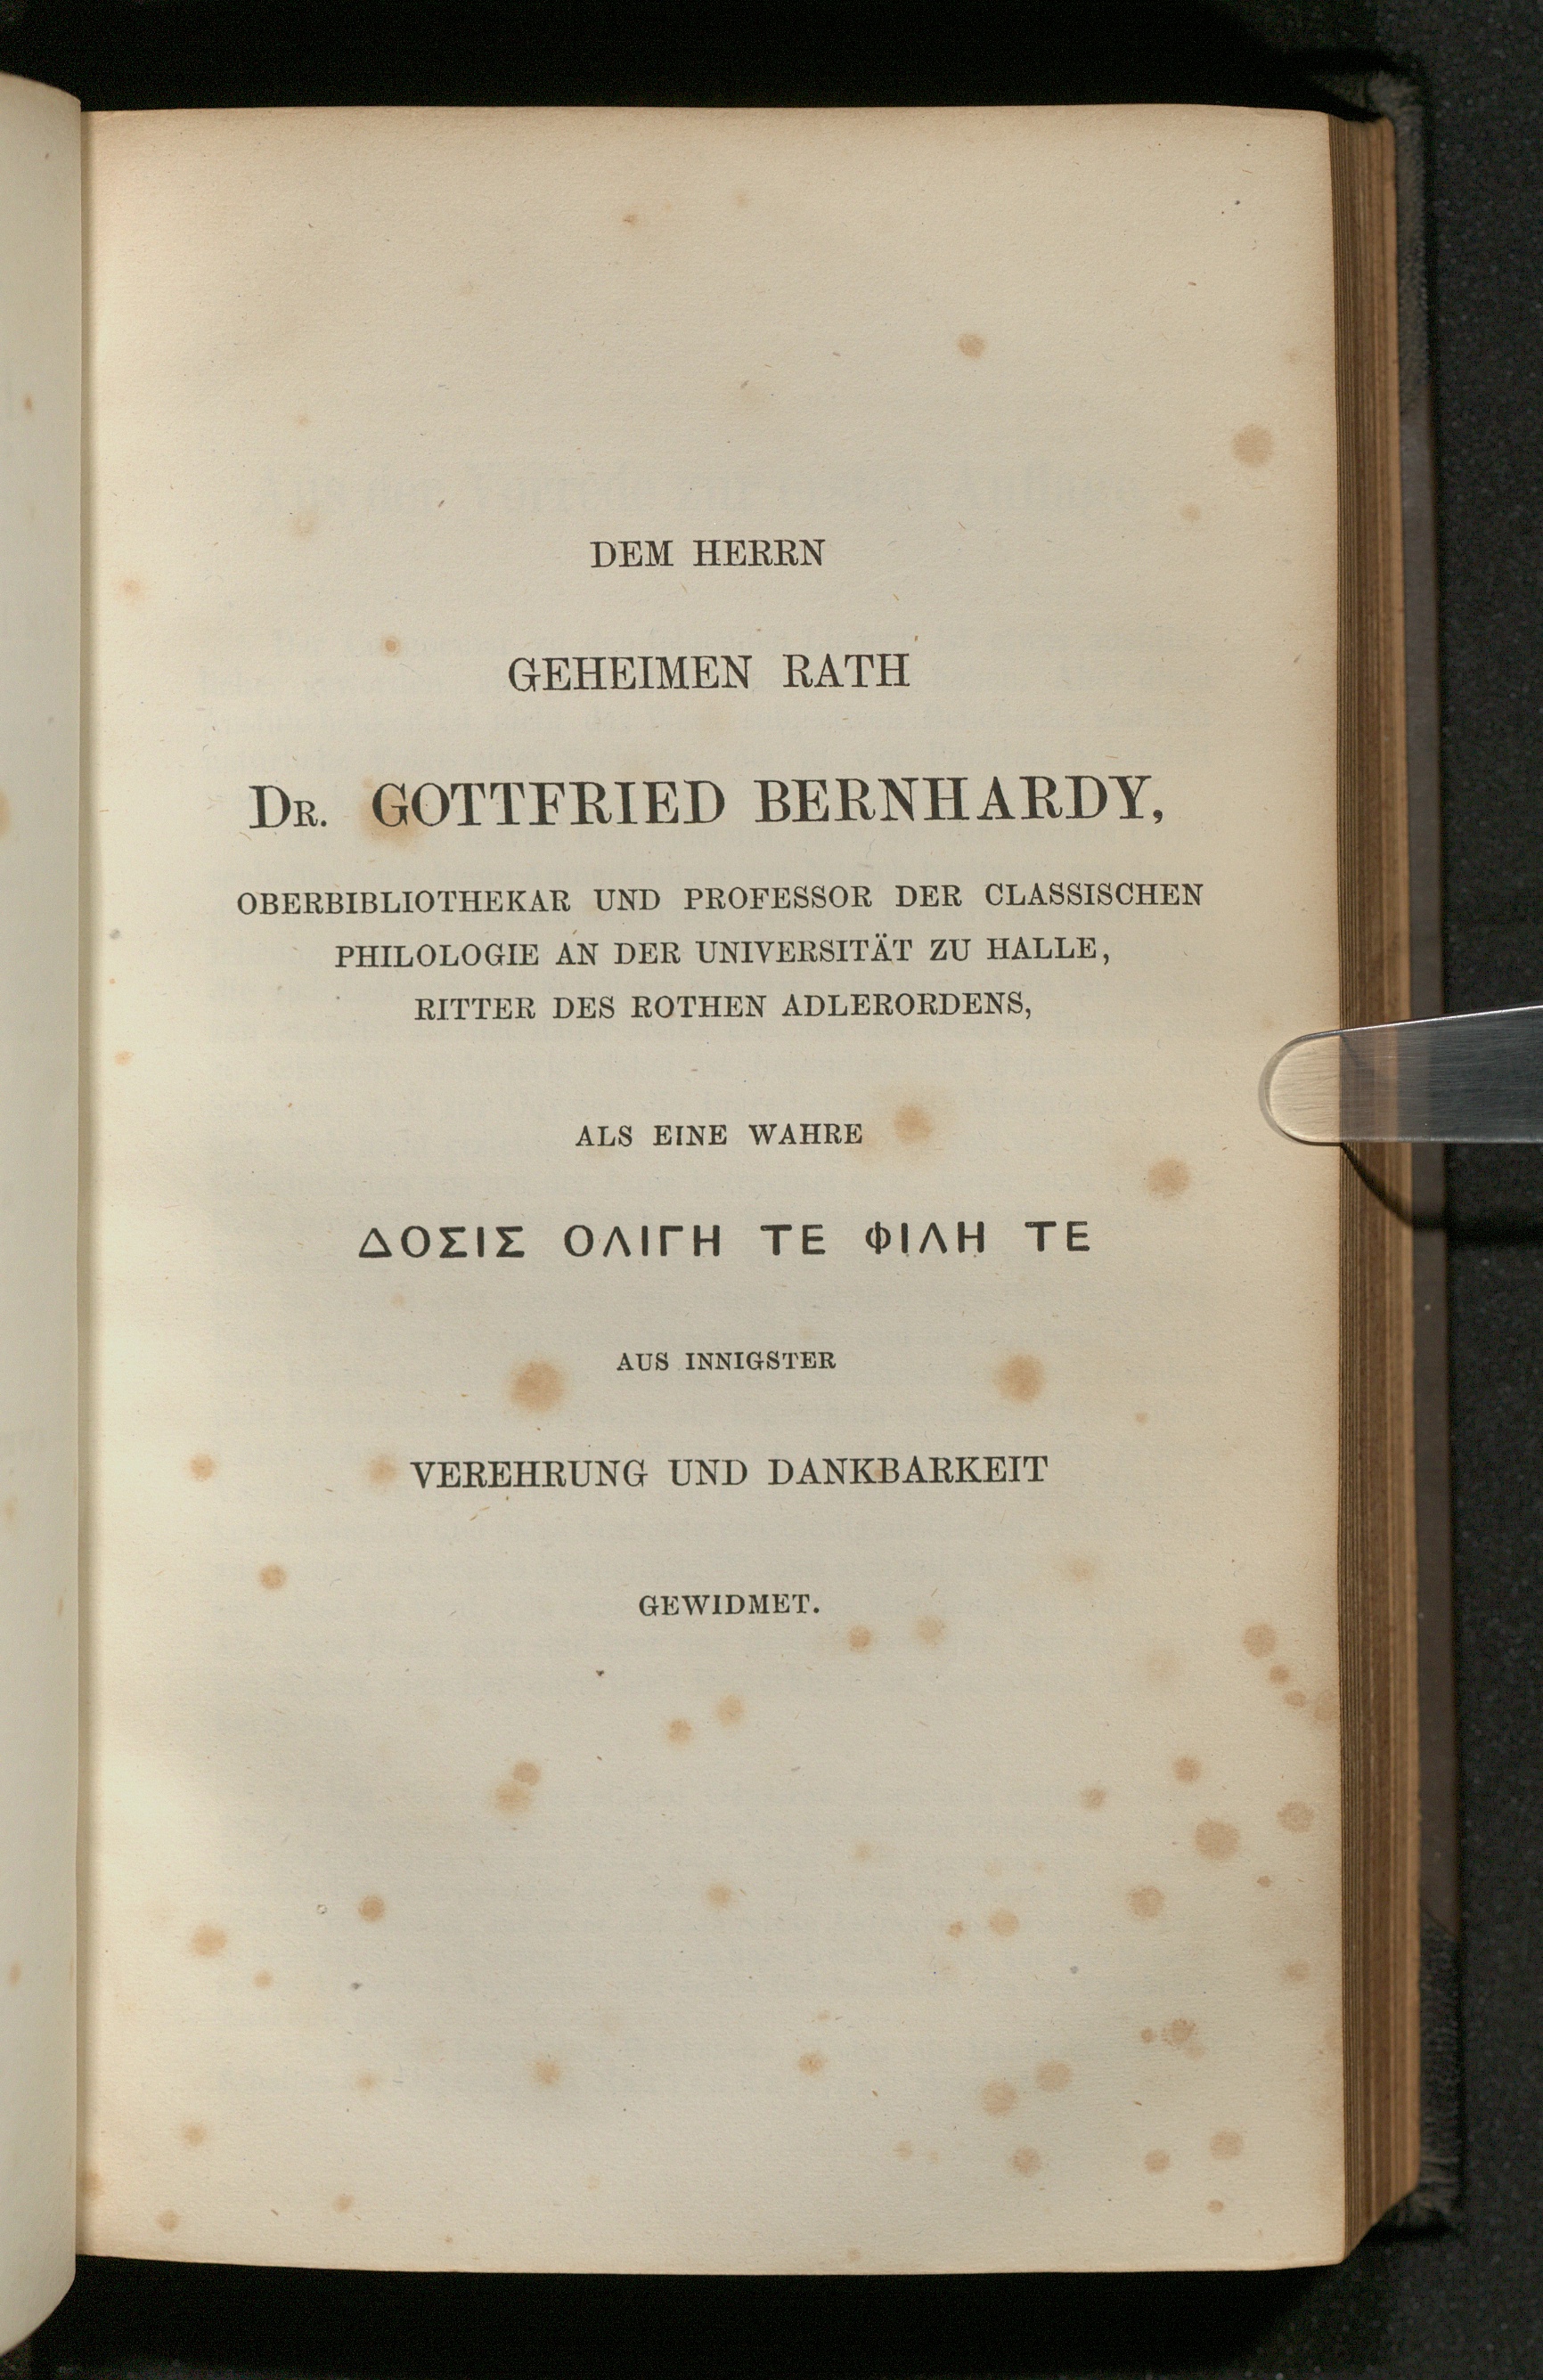 DEM HERRN
GEHEIMEN RATH
DR. GOTTFRIED BERNHARDY,
OBERBIBLIOTHEKAR UND PROFESSOR DER CLASSISCHEN
PHILOLOGIE AN DER UNIVERSITÄT ZU HALLE,
RITTER DES ROTHEN ADLERORDENS,
ALS EINE WAHRE
ΔΟΣΙΣ ΟΛΙΓΗ ΤΕ ΦΙΛΗ ΤΕ
AUS INNIGSTER
VEREHRUNG UND DANKBARKEIT
GEWIDMET.